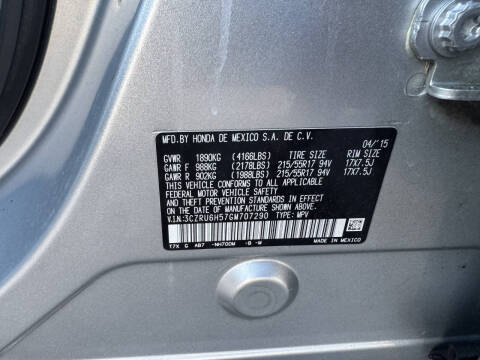 MFD.BY HONDA DE MEXICO S.A. DE C.V. 04/'15
GVWR 1890KG (4166LBS) TIRE SIZE RIM SIZE
GAWR F 988KG (2178LBS) 215/55R17 94V 17X7.5J
GAWR R 902KG (1988LBS) 215/55R17 94V 17X7.5J
THIS VEHICLE CONFORMS TO ALL APPLICABLE
FEDERAL MOTOR VEHICLE SAFETY
AND THEFT PREVENTION STANDARDS IN EFFECT
ON THE DATE OF MANUFACTURE SHOWN ABOVE.
V.I.N:3CZRU6H57GM707290 TYPE: MPV
T7X G AB7 -NH700M -B -M MADE IN MEXICO